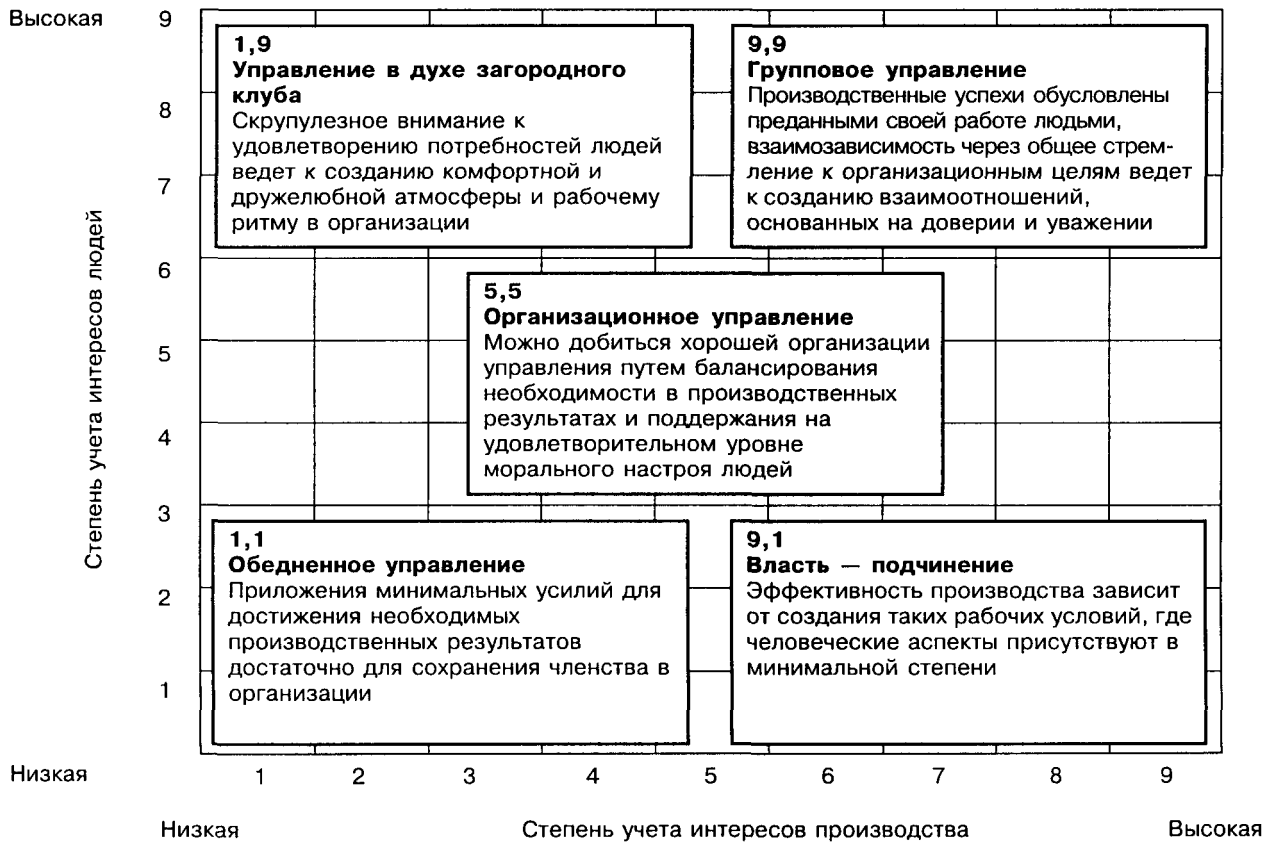 Высокая
9
8
7
6
5
4
3
2
1
Низкая
Степень учета интересов людей
1,9
Управление в духе загородного
клуба
Скрупулезное внимание к
удовлетворению потребностей людей
ведет к созданию комфортной и
дружелюбной атмосферы и рабочему
ритму в организации
9,9
Групповое управление
Производственные успехи обусловлены
преданными своей работе людьми,
взаимозависимость через общее стрем-
ление к организационным целям ведет
к созданию взаимоотношений,
основанных на доверии и уважении
5,5
Организационное управление
Можно добиться хорошей организации
управления путем балансирования
необходимости в производственных
результатах и поддержания на
удовлетворительном уровне
морального настроя людей
1,1
Обедненное управление
Приложения минимальных усилий для
достижения необходимых
производственных результатов
достаточно для сохранения членства в
организации
9,1
Власть — подчинение
Эффективность производства зависит
от создания таких рабочих условий, где
человеческие аспекты присутствуют в
минимальной степени
1 2 3 4 5 6 7 8 9
Низкая Степень учета интересов производства Высокая